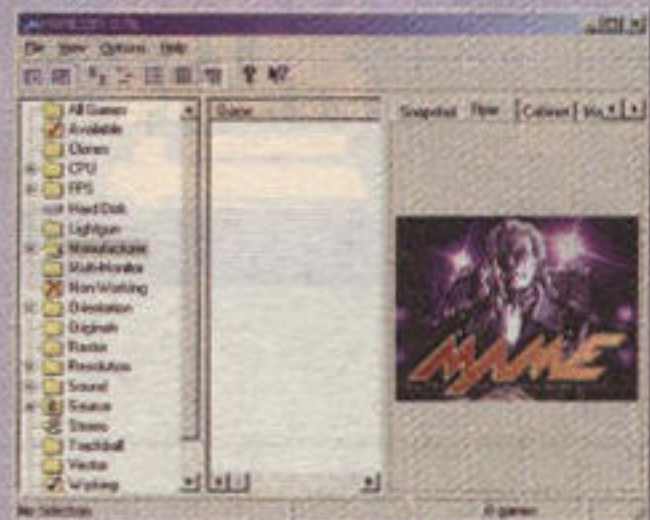 File View Options Help
All Games
Available
Clones
CPU
FPS
Hard Disk
Lightgun
Manufacturer
Multi-Monitor
Non Working
Orientation
Originals
Raster
Resolution
Sound
Source
Stereo
Trackball
Vector
Working
Game
Snapshot Flyer Cabinet
MAME
No Selection
0 games